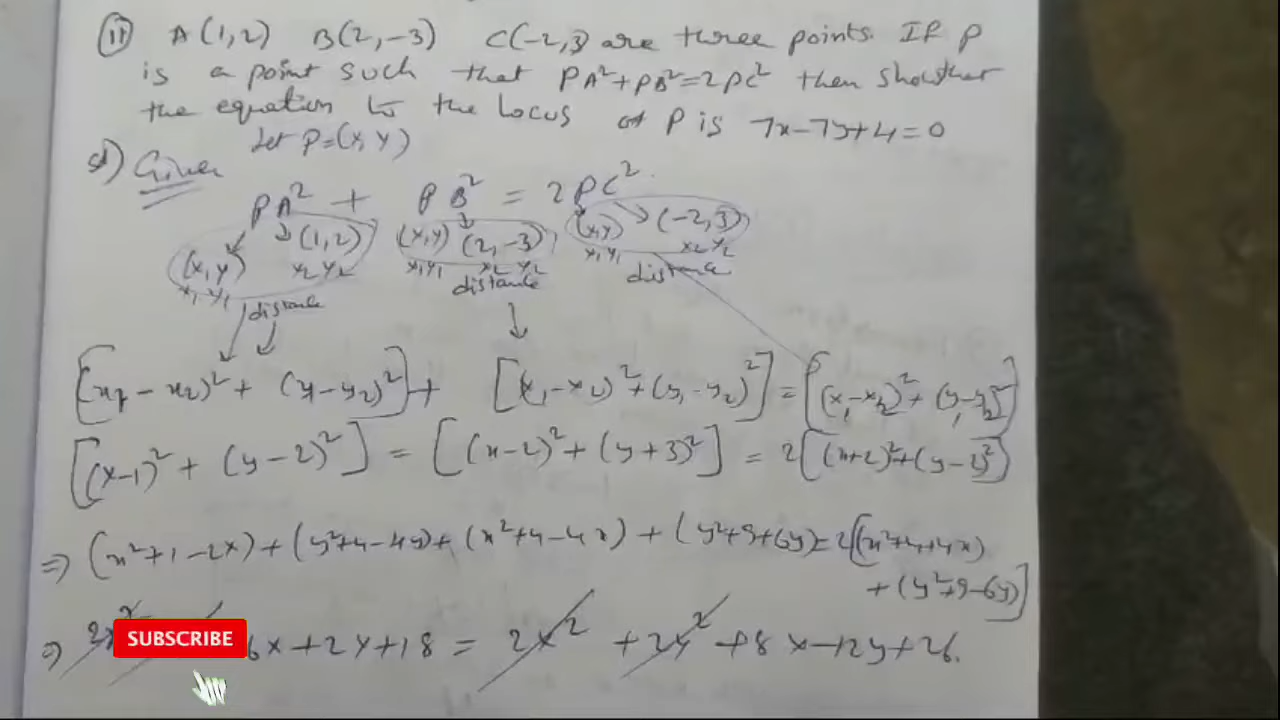 (ii) A(1,2) B(2,-3) C(-2,3) are three points. If P
is a point such that PA²+PB²=2PC² then show that
the equation to the locus of P is 7x-7y+4=0
Let P=(x,y)
Given
PA² + PB² = 2PC²
(x,y) (1,2) (x,y) (2,-3) (x,y) (-2,3)
x₁y₁ x₂y₂ x₁y₁ x₂y₂ x₁y₁ x₂y₂
distance distance distance
[(x₁-x₂)²+(y-y₂)²]+ [(x₁-x₂)²+(y₁-y₂)²]=[(x₁-x₂)²+(y₁-y₂)²]
[(x-1)²+(y-2)²] = [(x-2)²+(y+3)²] = 2[(x+2)²+(y-3)²]
⇒ (x²+1-2x)+(y²+4-4y)+(x²+4-4x)+(y²+9+6y)=2[(x²+4+4x)
+(y²+9-6y)]
⇒ 2x² 6x+2y+18 = 2x²+2y²+8x-12y+26.
SUBSCRIBE